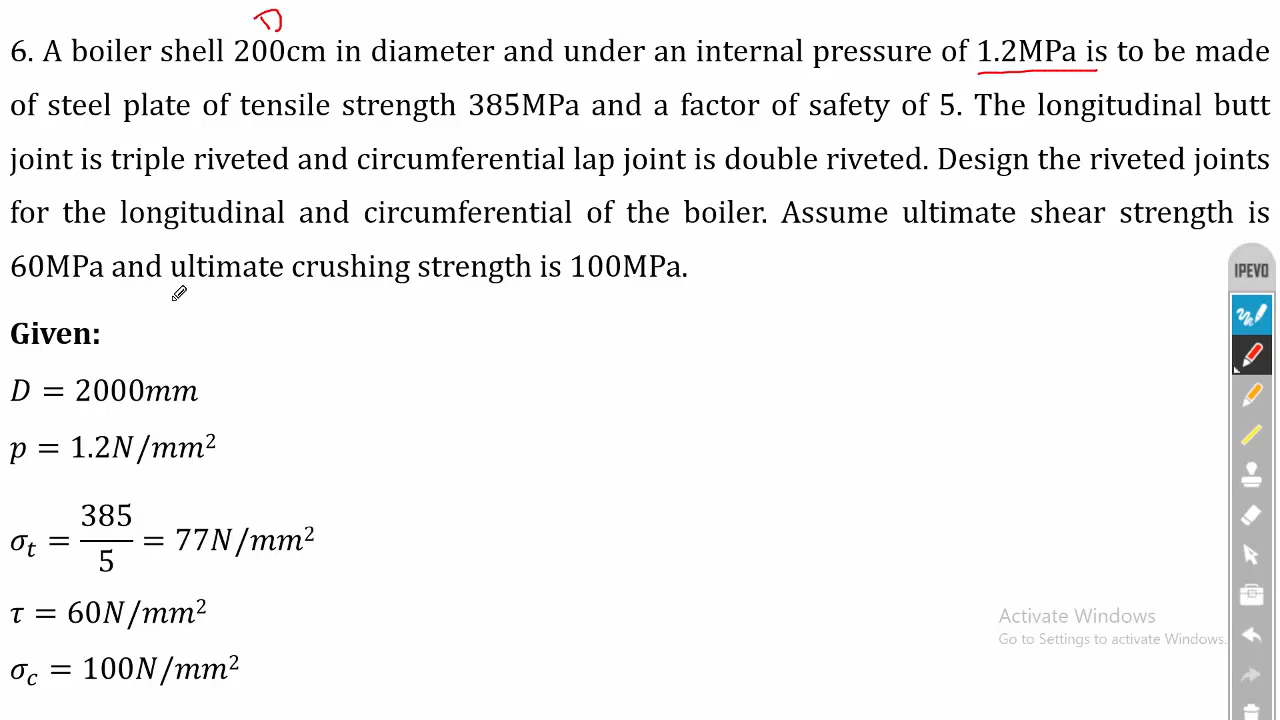 D
6. A boiler shell 200cm in diameter and under an internal pressure of 1.2MPa is to be made
of steel plate of tensile strength 385MPa and a factor of safety of 5. The longitudinal butt
joint is triple riveted and circumferential lap joint is double riveted. Design the riveted joints
for the longitudinal and circumferential of the boiler. Assume ultimate shear strength is
60MPa and ultimate crushing strength is 100MPa.
IPEVO
Given:
D = 2000mm
p = 1.2N/mm²
σₜ = 385/5 = 77N/mm²
τ = 60N/mm²
σ_c = 100N/mm²
Activate Windows
Go to Settings to activate Windows.